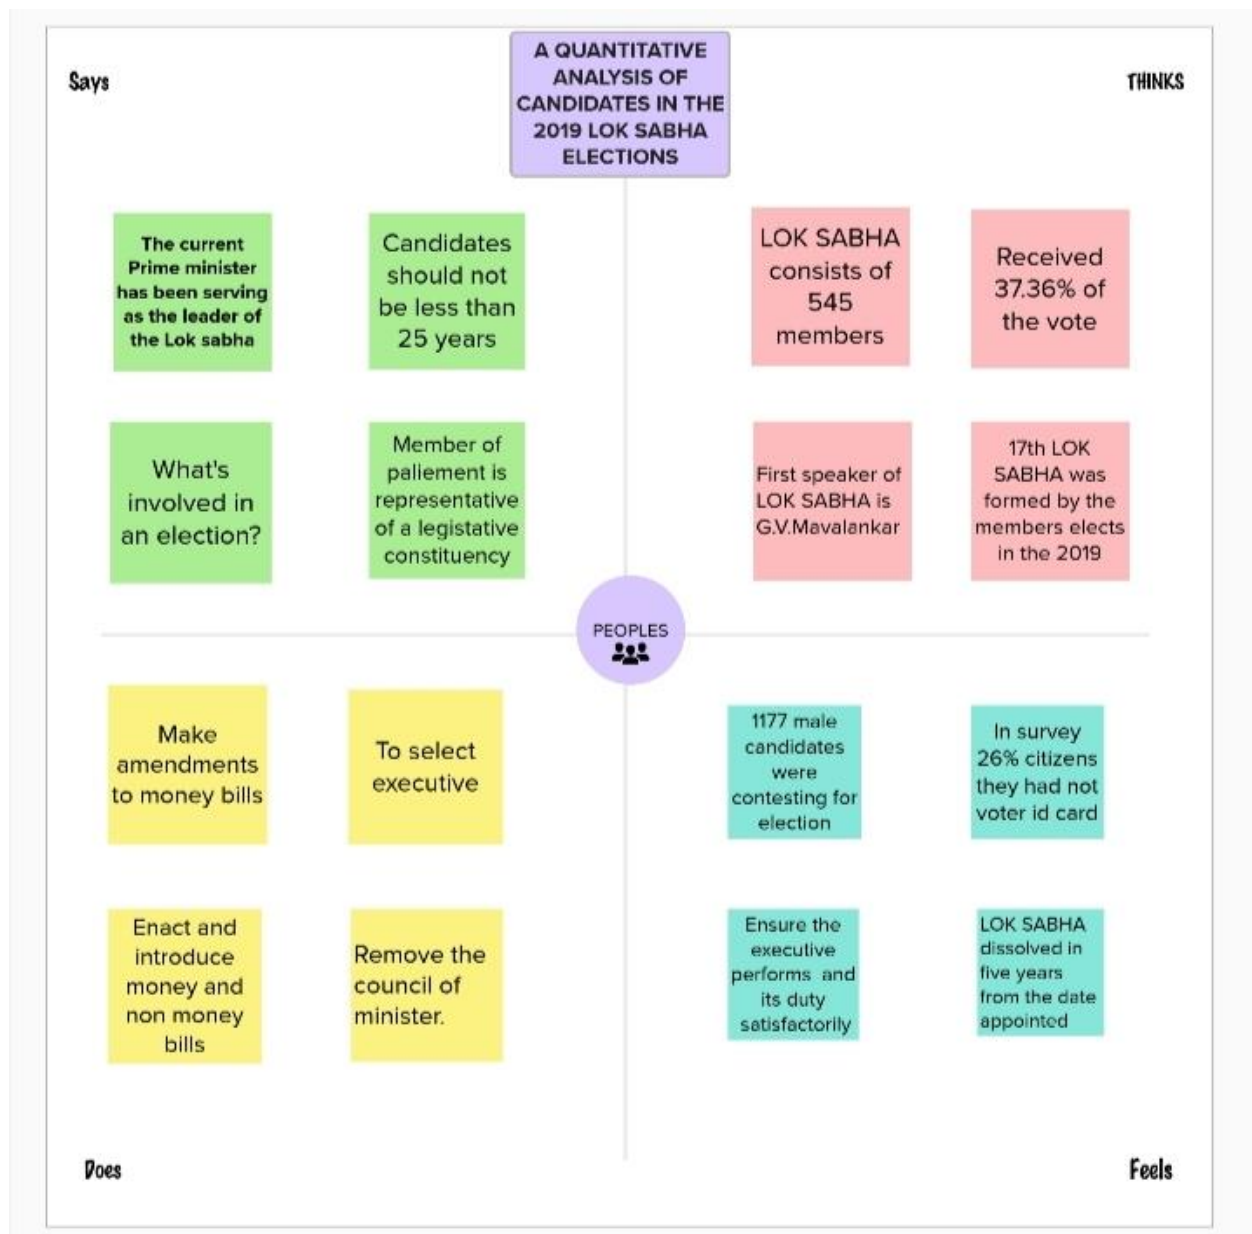 A QUANTITATIVE
ANALYSIS OF
CANDIDATES IN THE
2019 LOK SABHA
ELECTIONS
Says
THINKS
The current
Prime minister
has been serving
as the leader of
the Lok sabha
Candidates
should not
be less than
25 years
LOK SABHA
consists of
545
members
Received
37.36% of
the vote
What's
involved in
an election?
Member of
paliement is
representative
of a legistative
constituency
First speaker of
LOK SABHA is
G.V.Mavalankar
17th LOK
SABHA was
formed by the
members elects
in the 2019
PEOPLES
Make
amendments
to money bills
To select
executive
1177 male
candidates
were
contesting for
election
In survey
26% citizens
they had not
voter id card
Enact and
introduce
money and
non money
bills
Remove the
council of
minister.
Ensure the
executive
performs and
its duty
satisfactorily
LOK SABHA
dissolved in
five years
from the date
appointed
Does
Feels